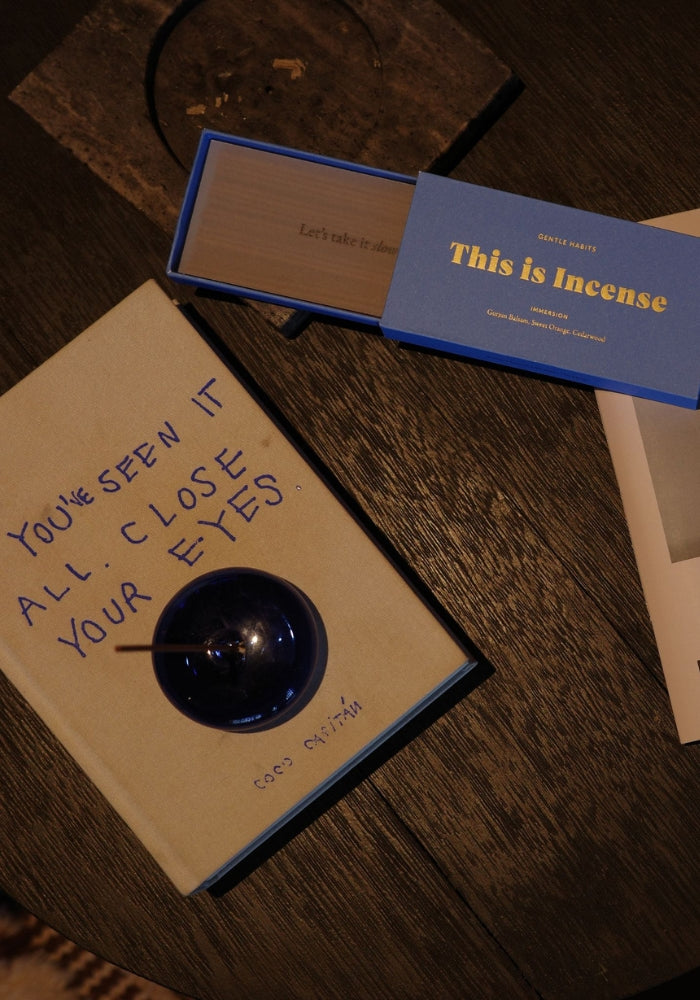 Let's take it slow
GENTLE HABITS
This is Incense
IMMERSION
Gurjun Balsam, Sweet Orange, Cedarwood
YOU'VE SEEN IT
ALL. CLOSE
YOUR EYES
COCO CAPITÁN